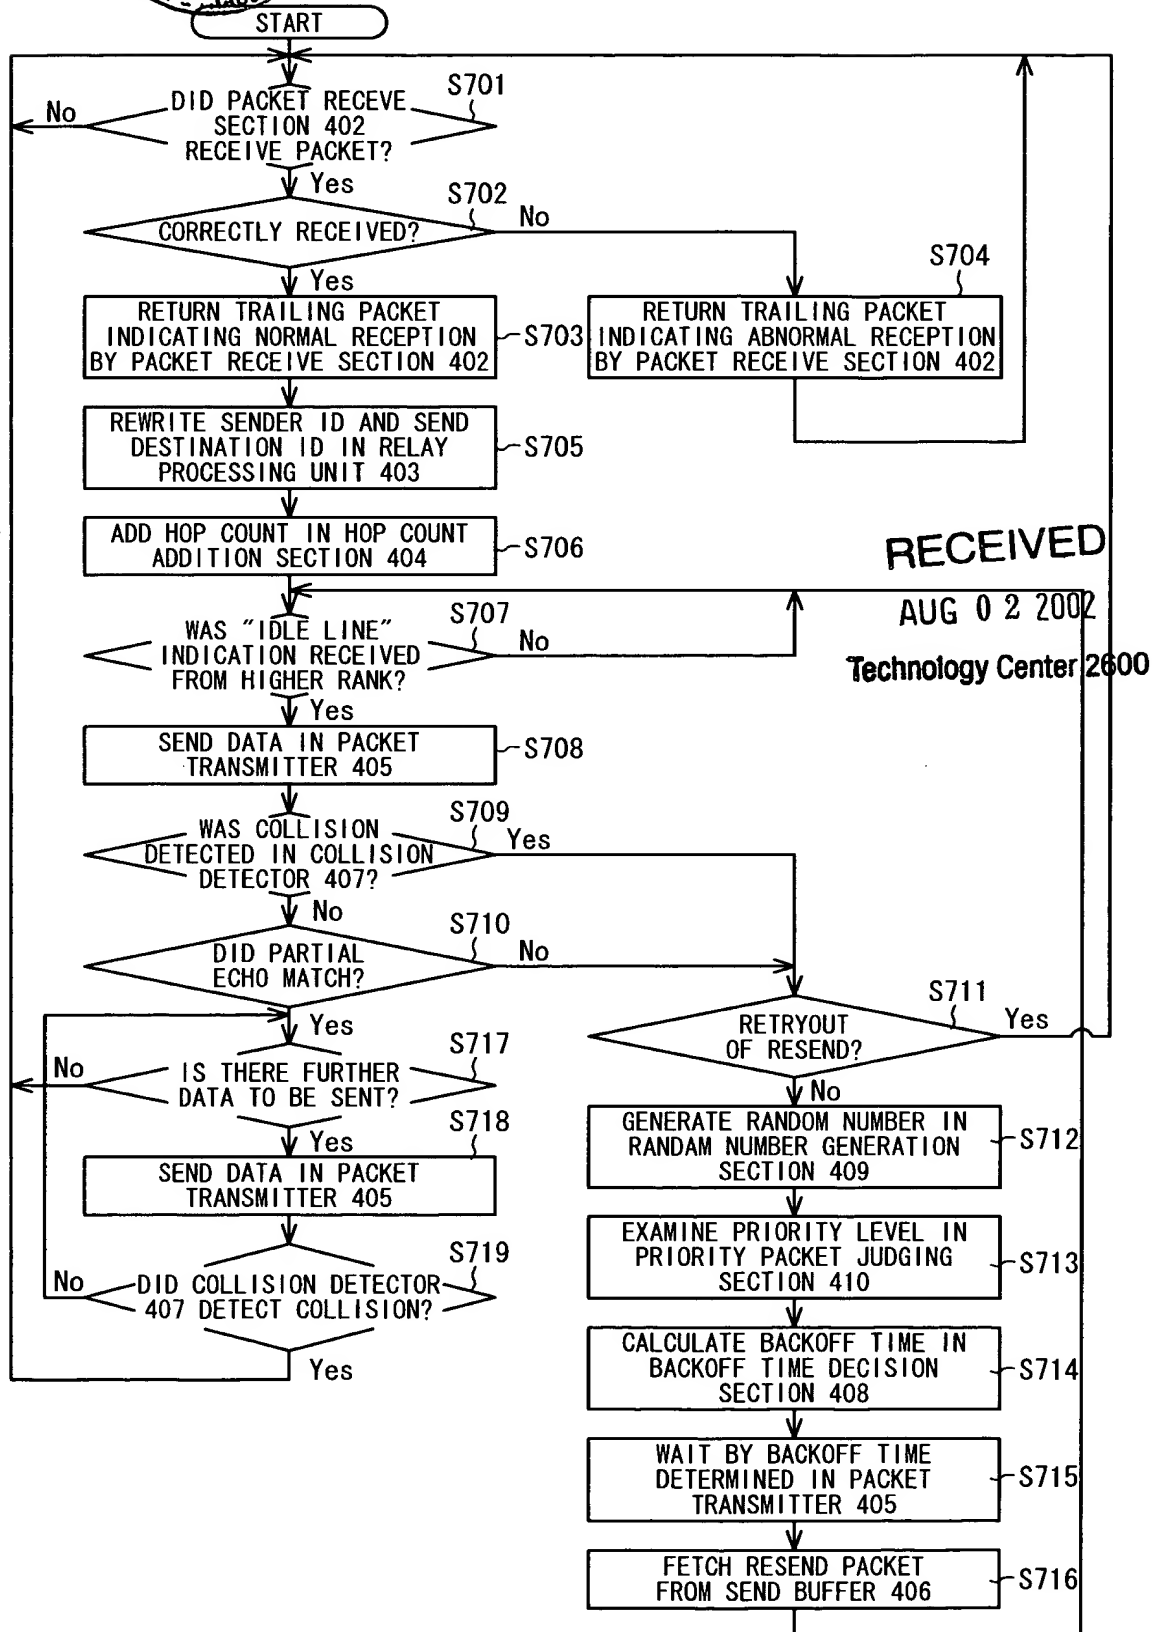 START
DID PACKET RECEVE
SECTION 402
RECEIVE PACKET?
S701
No
Yes
CORRECTLY RECEIVED?
S702
No
Yes
RETURN TRAILING PACKET
INDICATING NORMAL RECEPTION
BY PACKET RECEIVE SECTION 402
S703
S704
RETURN TRAILING PACKET
INDICATING ABNORMAL RECEPTION
BY PACKET RECEIVE SECTION 402
REWRITE SENDER ID AND SEND
DESTINATION ID IN RELAY
PROCESSING UNIT 403
S705
ADD HOP COUNT IN HOP COUNT
ADDITION SECTION 404
S706
RECEIVED
AUG 02 2002
Technology Center 2600
WAS "IDLE LINE"
INDICATION RECEIVED
FROM HIGHER RANK?
S707
No
Yes
SEND DATA IN PACKET
TRANSMITTER 405
S708
WAS COLLISION
DETECTED IN COLLISION
DETECTOR 407?
S709
Yes
No
DID PARTIAL
ECHO MATCH?
S710
No
Yes
IS THERE FURTHER
DATA TO BE SENT?
S717
No
Yes
S718
SEND DATA IN PACKET
TRANSMITTER 405
DID COLLISION DETECTOR
407 DETECT COLLISION?
S719
No
Yes
RETRYOUT
OF RESEND?
S711
Yes
No
GENERATE RANDOM NUMBER IN
RANDAM NUMBER GENERATION
SECTION 409
S712
EXAMINE PRIORITY LEVEL IN
PRIORITY PACKET JUDGING
SECTION 410
S713
CALCULATE BACKOFF TIME IN
BACKOFF TIME DECISION
SECTION 408
S714
WAIT BY BACKOFF TIME
DETERMINED IN PACKET
TRANSMITTER 405
S715
FETCH RESEND PACKET
FROM SEND BUFFER 406
S716